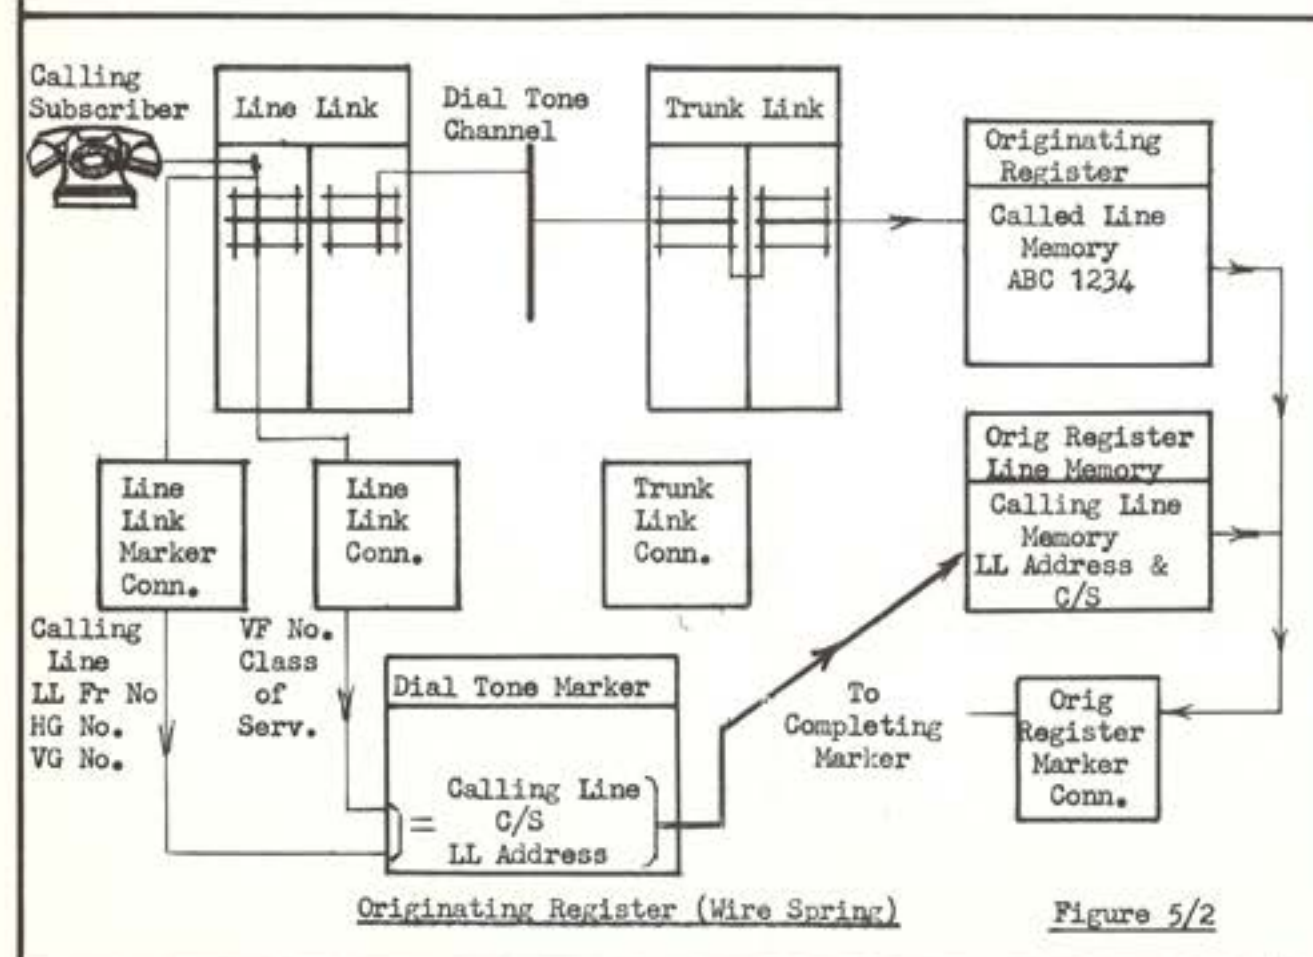 Calling
Subscriber
Line Link
Dial Tone
Channel
Trunk Link
Originating
Register
Called Line
Memory
ABC 1234
Line
Link
Marker
Conn.
Line
Link
Conn.
Trunk
Link
Conn.
Orig Register
Line Memory
Calling Line
Memory
LL Address &
C/S
Calling
Line
LL Fr No
HG No.
VG No.
VF No.
Class
of
Serv.
Dial Tone Marker
=
Calling Line
C/S
LL Address
To
Completing
Marker
Orig
Register
Marker
Conn.
Originating Register (Wire Spring)
Figure 5/2